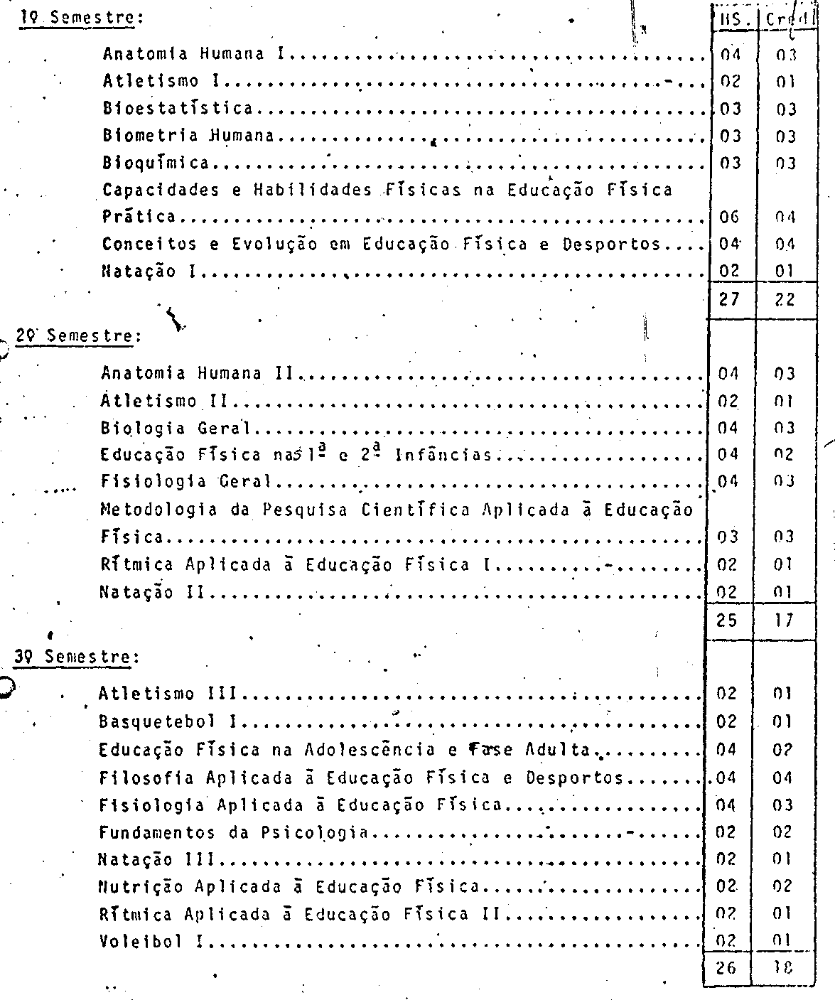 1º Semestre: HS. Cred
Anatomia Humana I...................................... 04 03
Atletismo I............................................ 02 01
Bioestatística......................................... 03 03
Biometria Humana....................................... 03 03
Bioquímica............................................. 03 03
Capacidades e Habilidades Físicas na Educação Física
Prática................................................ 06 04
Conceitos e Evolução em Educação Física e Desportos.... 04 04
Natação I.............................................. 02 01
27 22
2º Semestre:
Anatomia Humana II..................................... 04 03
Atletismo II........................................... 02 01
Biologia Geral......................................... 04 03
Educação Física nas 1ª e 2ª Infâncias................... 04 02
Fisiologia Geral....................................... 04 03
Metodologia da Pesquisa Científica Aplicada à Educação
Física................................................. 03 03
Rítmica Aplicada à Educação Física I................... 02 01
Natação II............................................. 02 01
25 17
3º Semestre:
Atletismo III.......................................... 02 01
Basquetebol I.......................................... 02 01
Educação Física na Adolescência e Fase Adulta.......... 04 02
Filosofia Aplicada à Educação Física e Desportos........ 04 04
Fisiologia Aplicada à Educação Física.................. 04 03
Fundamentos da Psicologia.............................. 02 02
Natação III............................................ 02 01
Nutrição Aplicada à Educação Física.................... 02 02
Rítmica Aplicada à Educação Física II.................. 02 01
Voleibol I............................................. 02 01
26 18